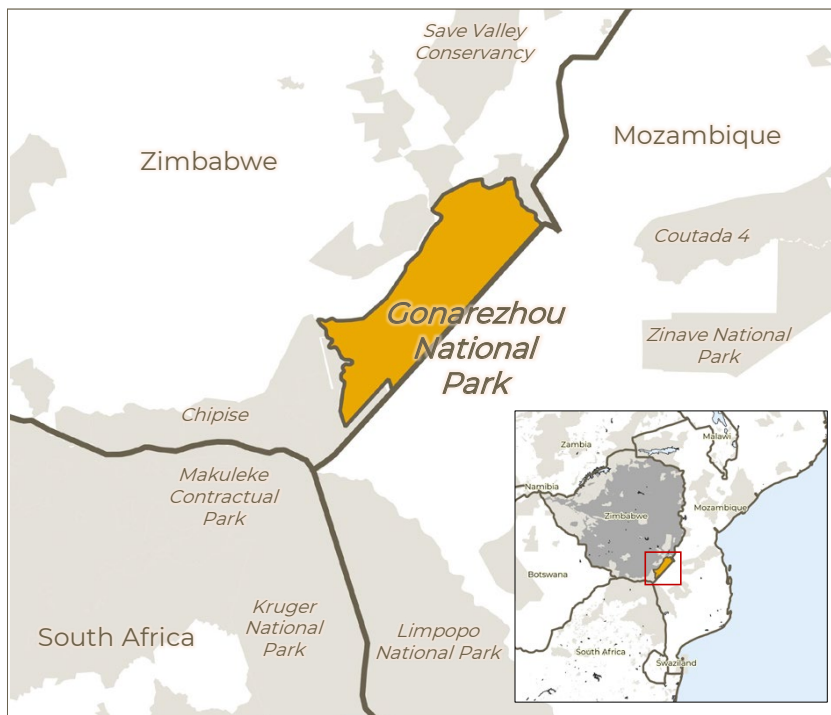 Save Valley
Conservancy
Mozambique
Zimbabwe
Coutada 4
Gonarezhou
National
Park
Zinave National
Park
Chipise
Makuleke
Contractual
Park
Kruger
National
Park
South Africa
Limpopo
National Park
Zambia
Malawi
Namibia
Zimbabwe
Mozambique
Botswana
South Africa
Swaziland